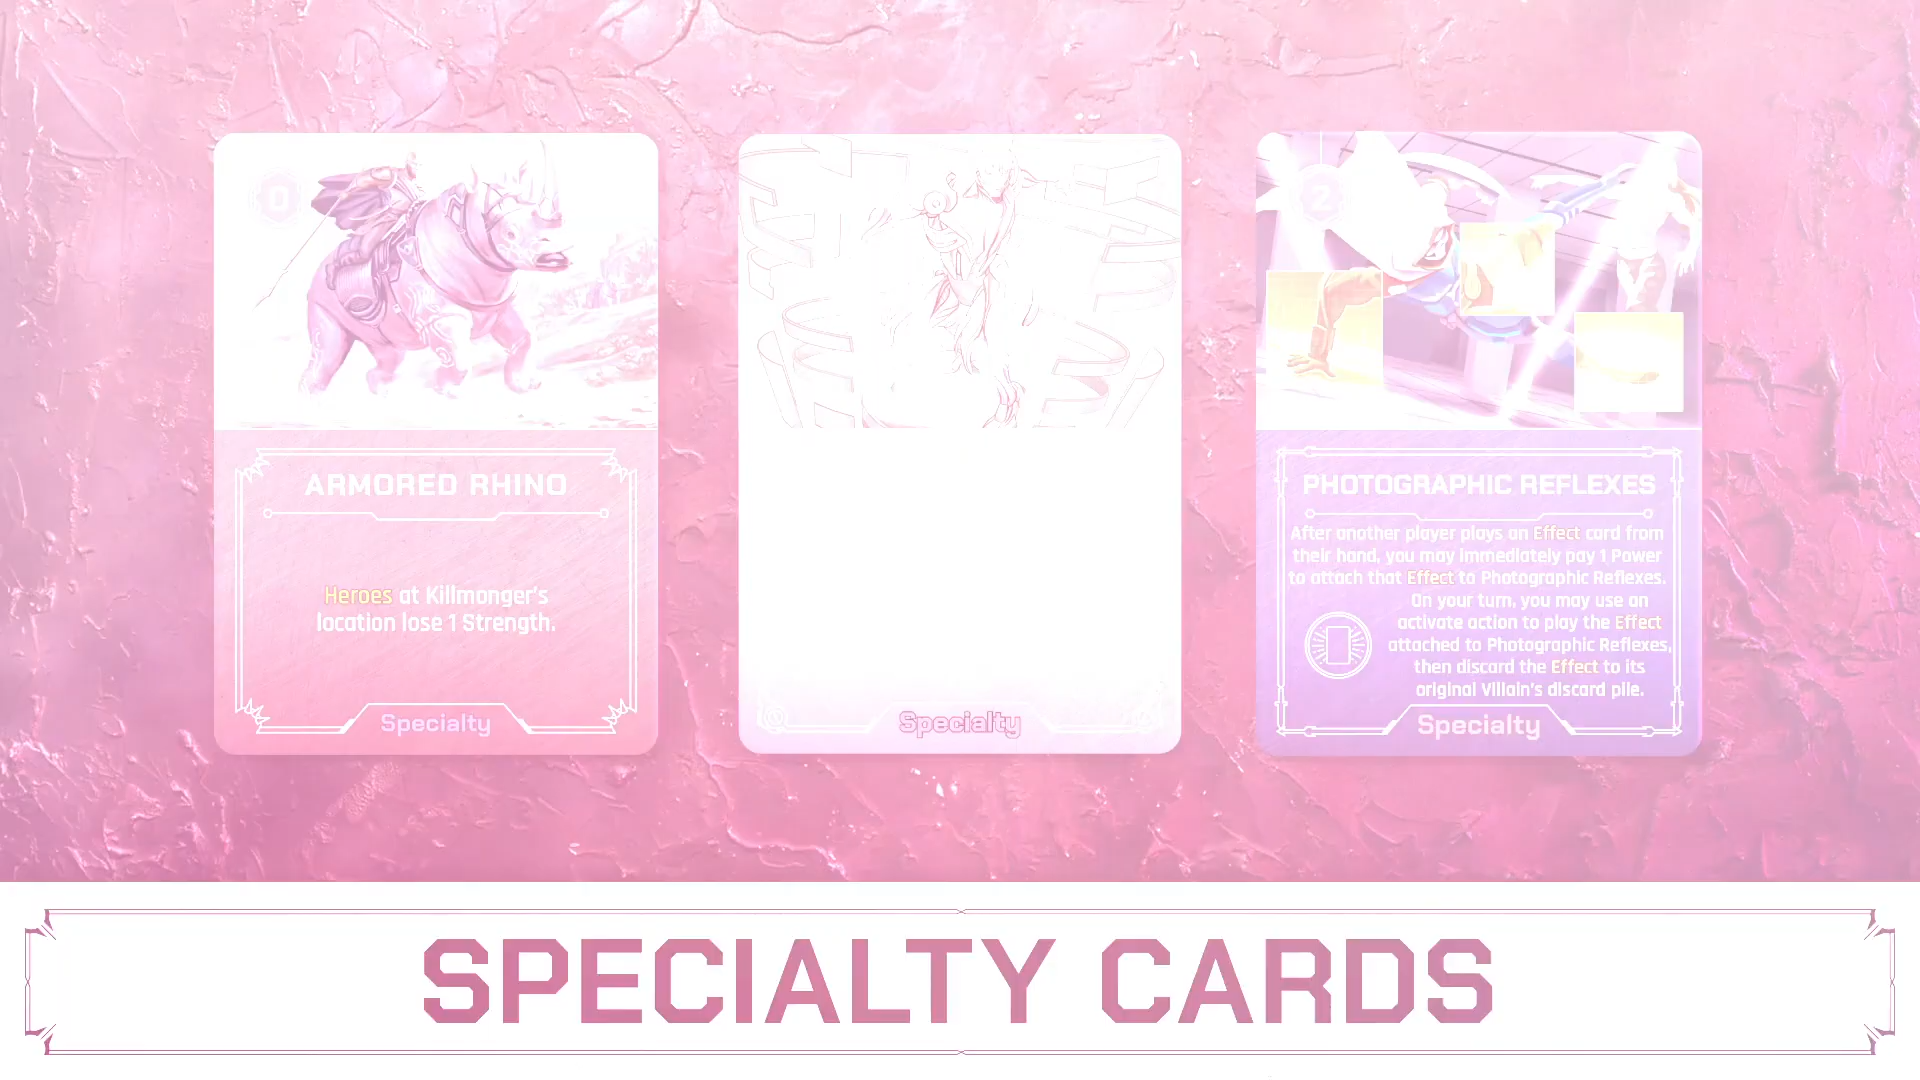 0
ARMORED RHINO
Heroes at Killmonger's
location lose 1 Strength.
Specialty
Specialty
2
PHOTOGRAPHIC REFLEXES
After another player plays an Effect card from
their hand, you may immediately pay 1 Power
to attach that Effect to Photographic Reflexes.
On your turn, you may use an
activate action to play the Effect
attached to Photographic Reflexes,
then discard the Effect to its
original Villain's discard pile.
Specialty
SPECIALTY CARDS